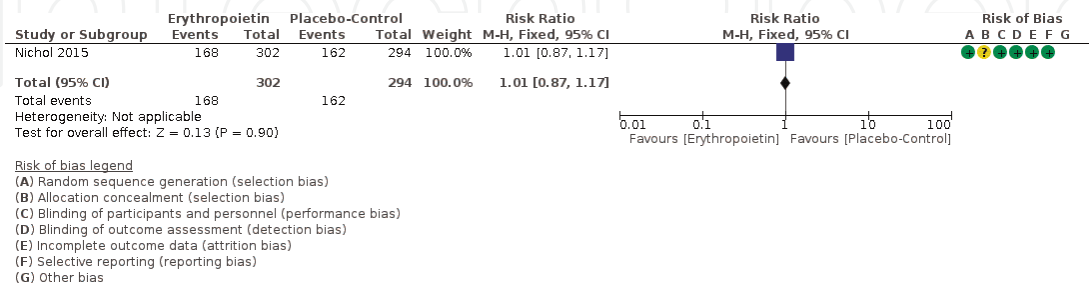 Erythropoietin Placebo-Control Risk Ratio Risk Ratio Risk of Bias
Study or Subgroup Events Total Events Total Weight M-H, Fixed, 95% CI M-H, Fixed, 95% CI A B C D E F G
Nichol 2015 168 302 162 294 100.0% 1.01 [0.87, 1.17] + ? + + + +
Total (95% CI) 302 294 100.0% 1.01 [0.87, 1.17]
Total events 168 162
Heterogeneity: Not applicable
Test for overall effect: Z = 0.13 (P = 0.90)
0.01 0.1 1 10 100
Favours [Erythropoietin] Favours [Placebo-Control]
Risk of bias legend
(A) Random sequence generation (selection bias)
(B) Allocation concealment (selection bias)
(C) Blinding of participants and personnel (performance bias)
(D) Blinding of outcome assessment (detection bias)
(E) Incomplete outcome data (attrition bias)
(F) Selective reporting (reporting bias)
(G) Other bias